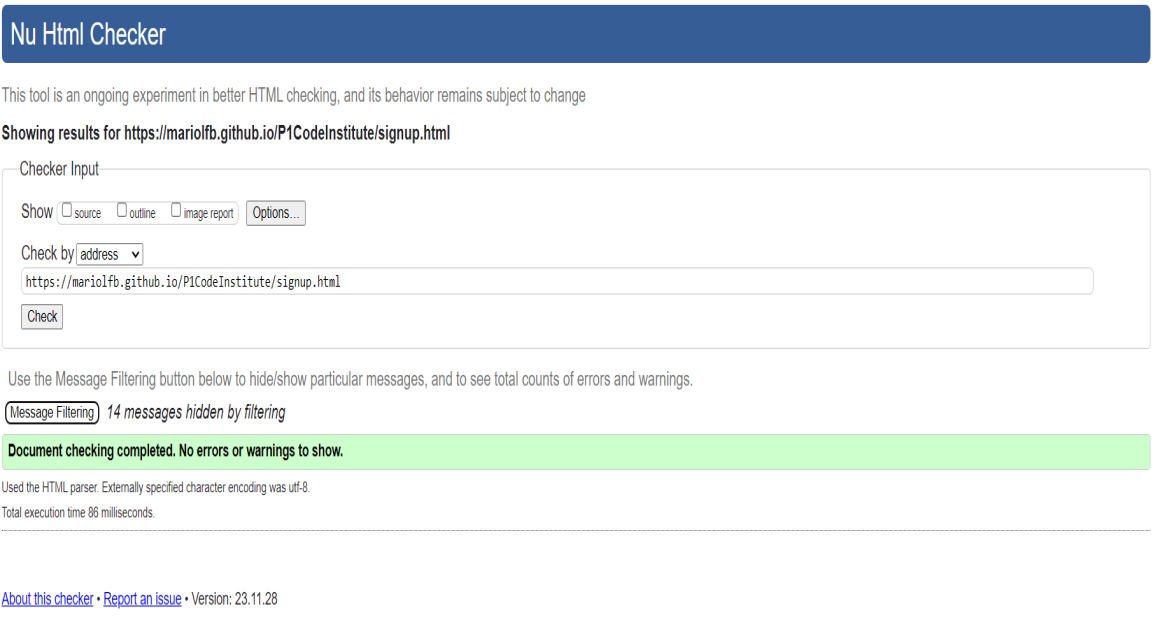 Nu Html Checker
This tool is an ongoing experiment in better HTML checking, and its behavior remains subject to change
Showing results for https://mariolfb.github.io/P1CodeInstitute/signup.html
Checker Input
Show source outline image report Options...
Check by address
https://mariolfb.github.io/P1CodeInstitute/signup.html
Check
Use the Message Filtering button below to hide/show particular messages, and to see total counts of errors and warnings.
Message Filtering 14 messages hidden by filtering
Document checking completed. No errors or warnings to show.
Used the HTML parser. Externally specified character encoding was utf-8.
Total execution time 86 milliseconds.
About this checker • Report an issue • Version: 23.11.28